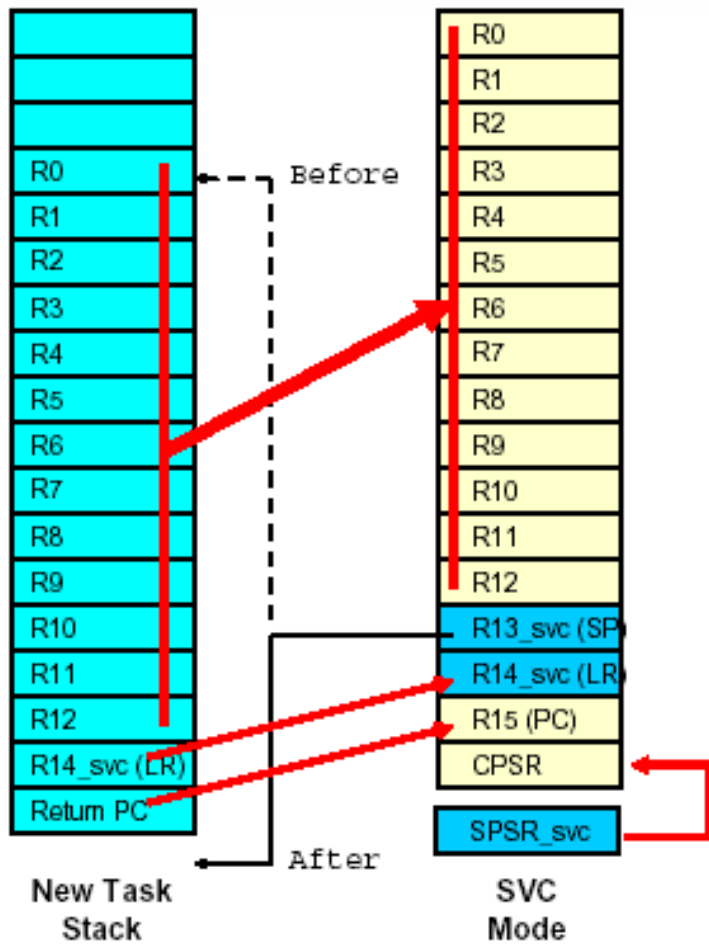 R0
R1
R2
R3
R4
R5
R6
R7
R8
R9
R10
R11
R12
R14_svc (LR)
Return PC
New Task
Stack
Before
After
R0
R1
R2
R3
R4
R5
R6
R7
R8
R9
R10
R11
R12
R13_svc (SP)
R14_svc (LR)
R15 (PC)
CPSR
SPSR_svc
SVC
Mode